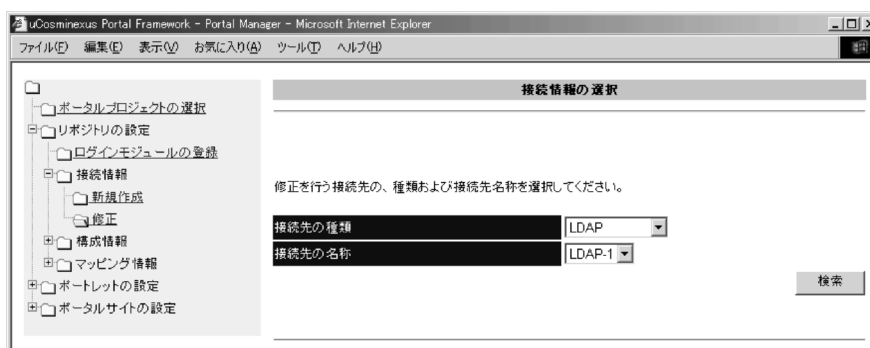 uCosminexus Portal Framework - Portal Manager - Microsoft Internet Explorer
ファイル(F) 編集(E) 表示(V) お気に入り(A) ツール(T) ヘルプ(H)
ポータルプロジェクトの選択
リポジトリの設定
ログインモジュールの登録
接続情報
新規作成
修正
構成情報
マッピング情報
ポートレットの設定
ポータルサイトの設定
接続情報の選択
修正を行う接続先の、種類および接続先名称を選択してください。
接続先の種類 LDAP
接続先の名称 LDAP-1
検索